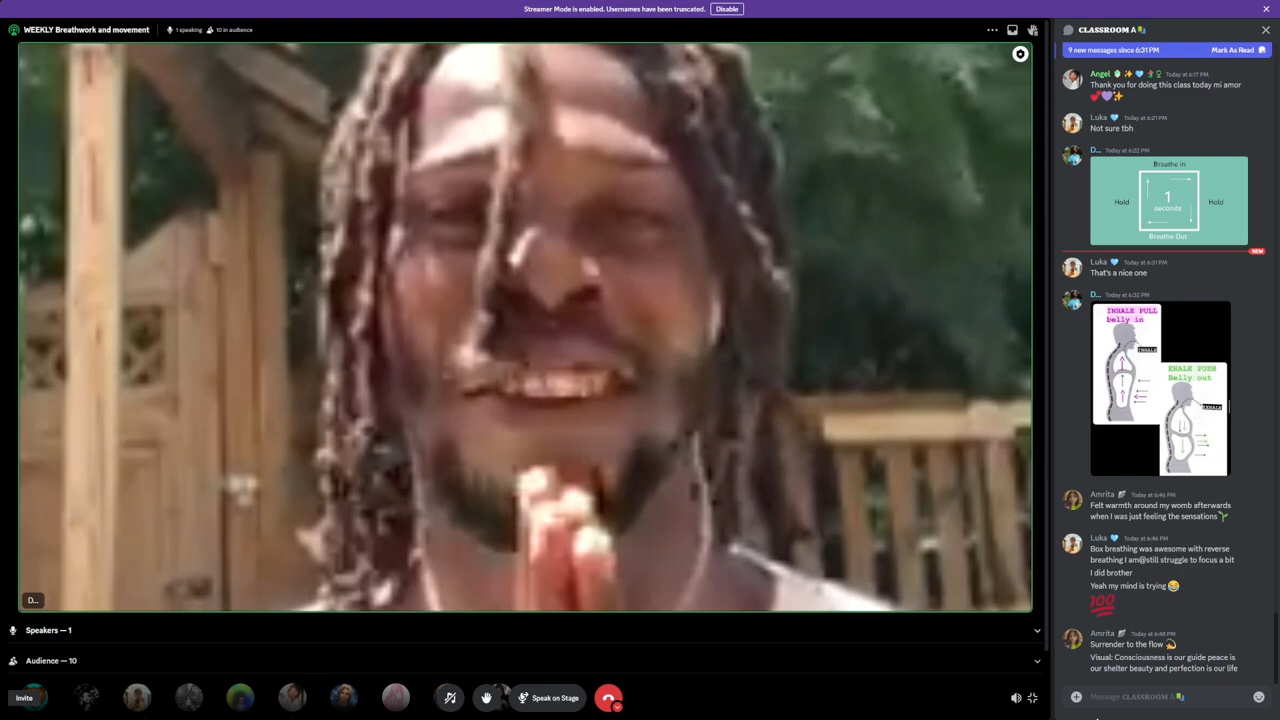 Streamer Mode is enabled. Usernames have been truncated.
Disable
WEEKLY Breathwork and movement
1 speaking
10 in audience
D...
Speakers — 1
Audience — 10
Invite
Speak on Stage
CLASSROOM A
9 new messages since 6:31 PM
Mark As Read
Angel
Today at 6:17 PM
Thank you for doing this class today mi amor
Luka
Today at 6:21 PM
Not sure tbh
D...
Today at 6:22 PM
Breathe In
Hold
1
seconds
Hold
Breathe Out
NEW
Luka
Today at 6:31 PM
That's a nice one
D...
Today at 6:32 PM
INHALE PULL
belly in
INHALE
EHALE PUSH
Belly out
Amrita
Today at 6:46 PM
Felt warmth around my womb afterwards
when I was just feeling the sensations
Luka
Today at 6:46 PM
Box breathing was awesome with reverse
breathing I am@still struggle to focus a bit
I did brother
Yeah my mind is trying 😂
💯
Amrita
Today at 6:48 PM
Surrender to the flow
Visual: Consciousness is our guide peace is
our shelter beauty and perfection is our life
Message CLASSROOM A